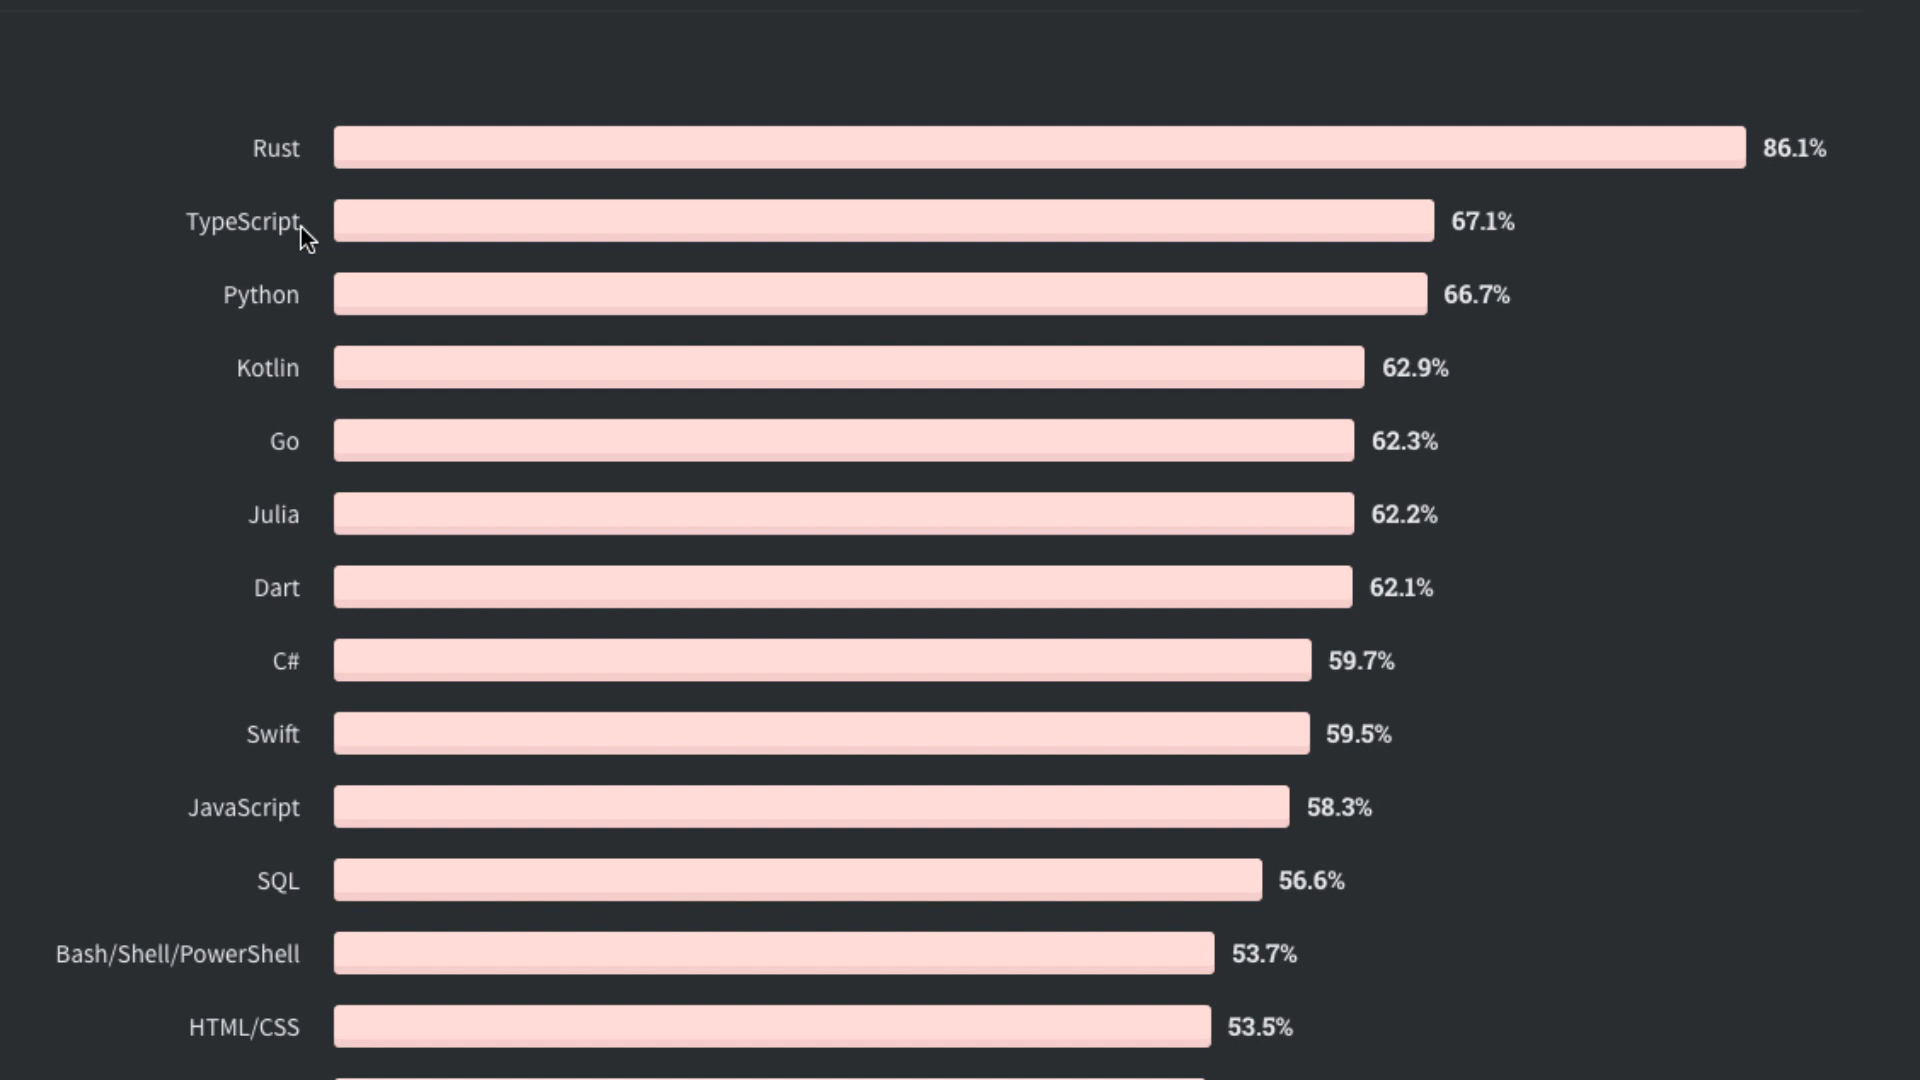 Rust 86.1%
TypeScript 67.1%
Python 66.7%
Kotlin 62.9%
Go 62.3%
Julia 62.2%
Dart 62.1%
C# 59.7%
Swift 59.5%
JavaScript 58.3%
SQL 56.6%
Bash/Shell/PowerShell 53.7%
HTML/CSS 53.5%